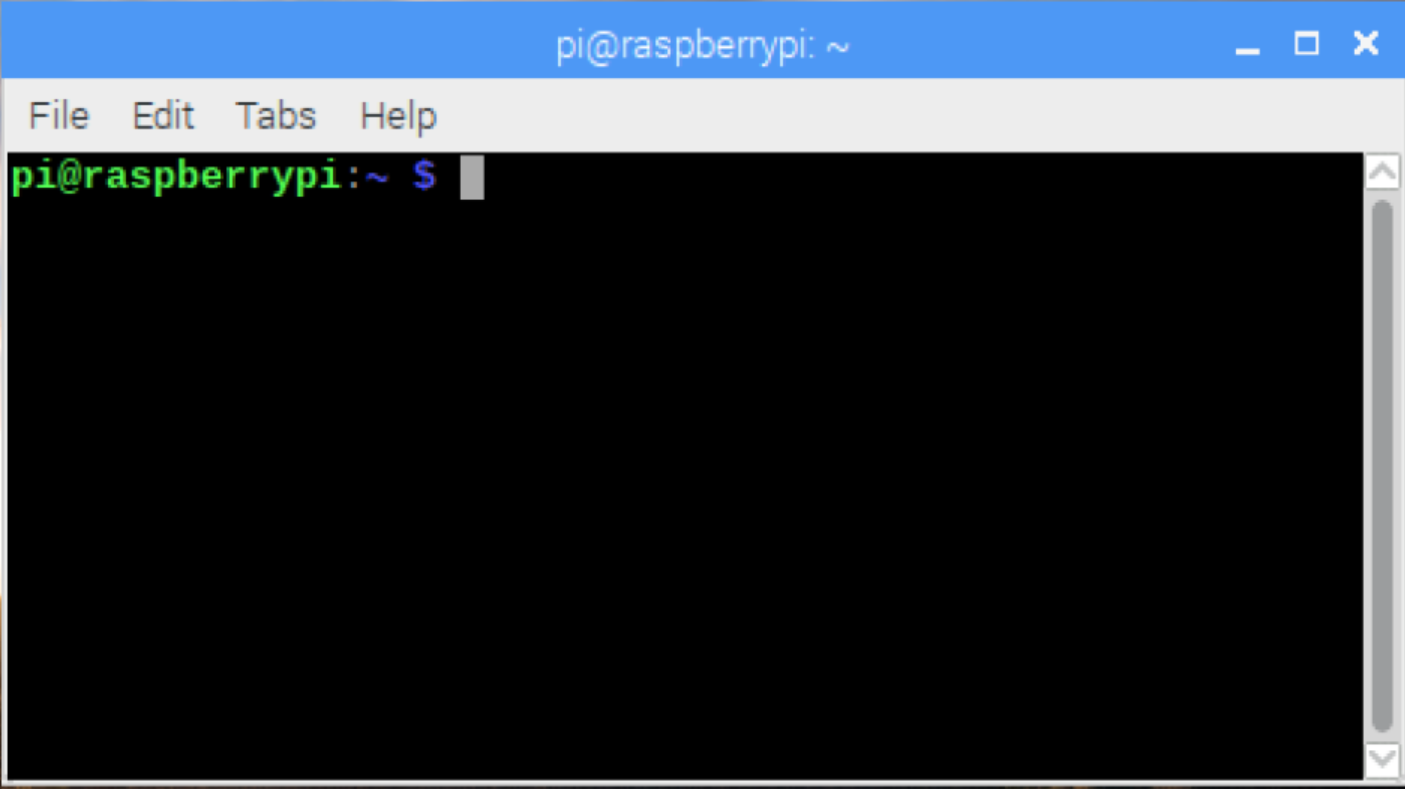 pi@raspberrypi: ~
File Edit Tabs Help
pi@raspberrypi:~ $